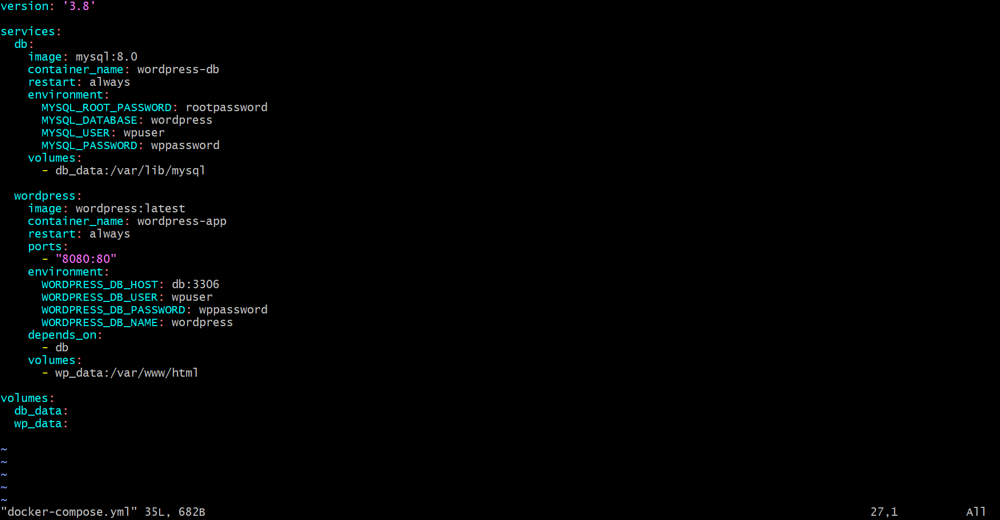 version: '3.8'

services:
  db:
    image: mysql:8.0
    container_name: wordpress-db
    restart: always
    environment:
      MYSQL_ROOT_PASSWORD: rootpassword
      MYSQL_DATABASE: wordpress
      MYSQL_USER: wpuser
      MYSQL_PASSWORD: wppassword
    volumes:
      - db_data:/var/lib/mysql

  wordpress:
    image: wordpress:latest
    container_name: wordpress-app
    restart: always
    ports:
      - "8080:80"
    environment:
      WORDPRESS_DB_HOST: db:3306
      WORDPRESS_DB_USER: wpuser
      WORDPRESS_DB_PASSWORD: wppassword
      WORDPRESS_DB_NAME: wordpress
    depends_on:
      - db
    volumes:
      - wp_data:/var/www/html

volumes:
  db_data:
  wp_data:

~
~
~
~
~
"docker-compose.yml" 35L, 682B 27,1 All